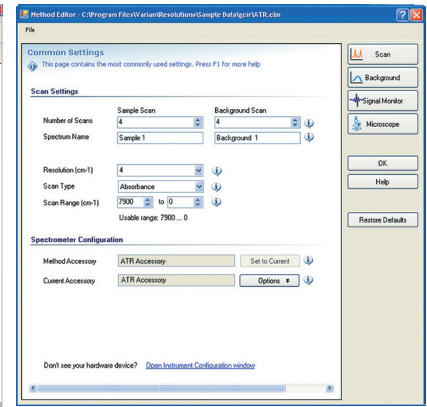 Method Editor - C:\Program Files\Varian\Resolutions\Sample Data\gcir\ATR.clm
File
Common Settings
This page contains the most commonly used settings. Press F1 for more help
Scan Settings
Sample Scan Background Scan
Number of Scans 4 4
Spectrum Name Sample 1 Background 1
Resolution (cm-1) 4
Scan Type Absorbance
Scan Range (cm-1) 7900 to 0
Usable range: 7900 ... 0
Spectrometer Configuration
Method Accessory ATR Accessory Set to Current
Current Accessory ATR Accessory Options
Don't see your hardware device? Open Instrument Configuration window
Scan
Background
Signal Monitor
Microscope
OK
Help
Restore Defaults